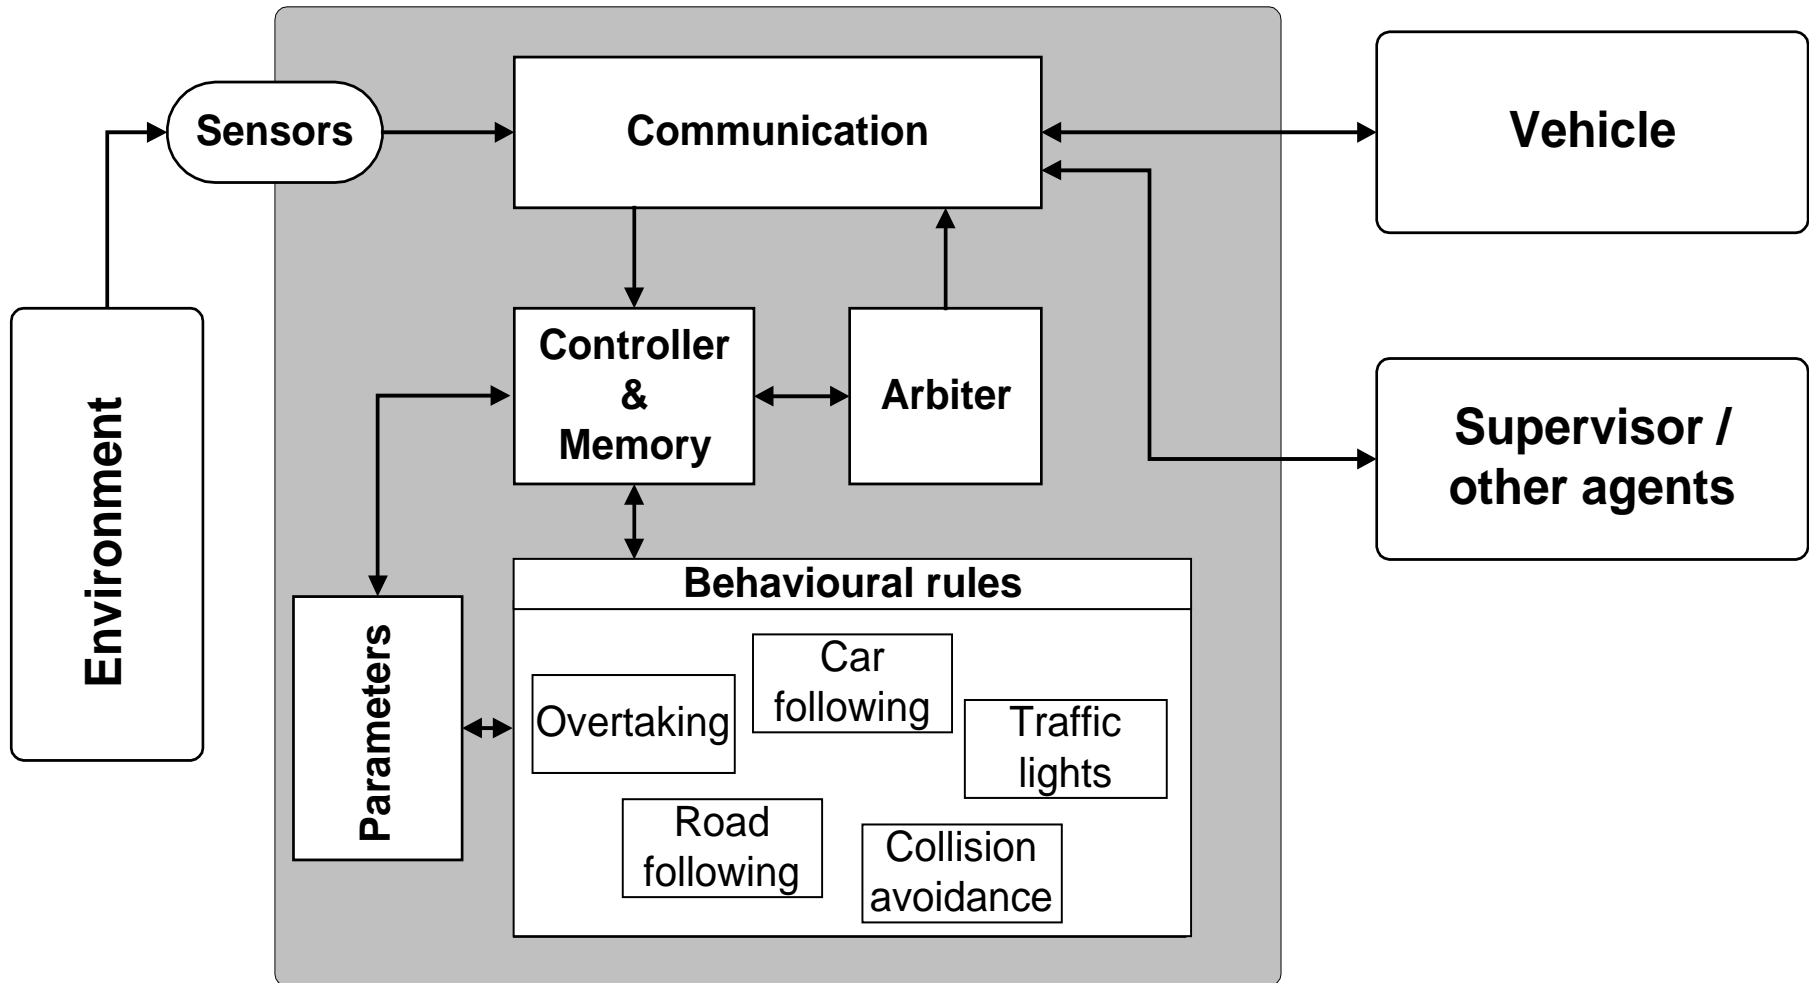 Sensors
Communication
Vehicle
Environment
Controller
&
Memory
Arbiter
Supervisor /
other agents
Parameters
Behavioural rules
Overtaking
Car
following
Traffic
lights
Road
following
Collision
avoidance